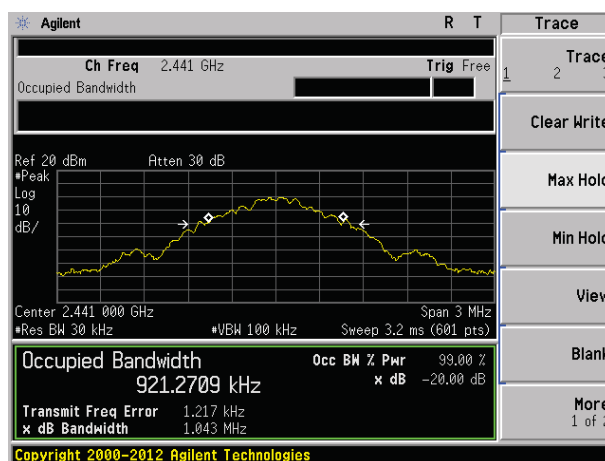 Agilent R T Trace
Ch Freq 2.441 GHz Trig Free
Occupied Bandwidth
Trace
1 2
Clear Write
Max Hold
Min Hold
View
Blank
More
1 of 2
Ref 20 dBm Atten 30 dB
#Peak
Log
10
dB/
Center 2.441 000 GHz Span 3 MHz
#Res BW 30 kHz #VBW 100 kHz Sweep 3.2 ms (601 pts)
Occupied Bandwidth Occ BW % Pwr 99.00 %
921.2709 kHz x dB -20.00 dB
Transmit Freq Error 1.217 kHz
x dB Bandwidth 1.043 MHz
Copyright 2000-2012 Agilent Technologies